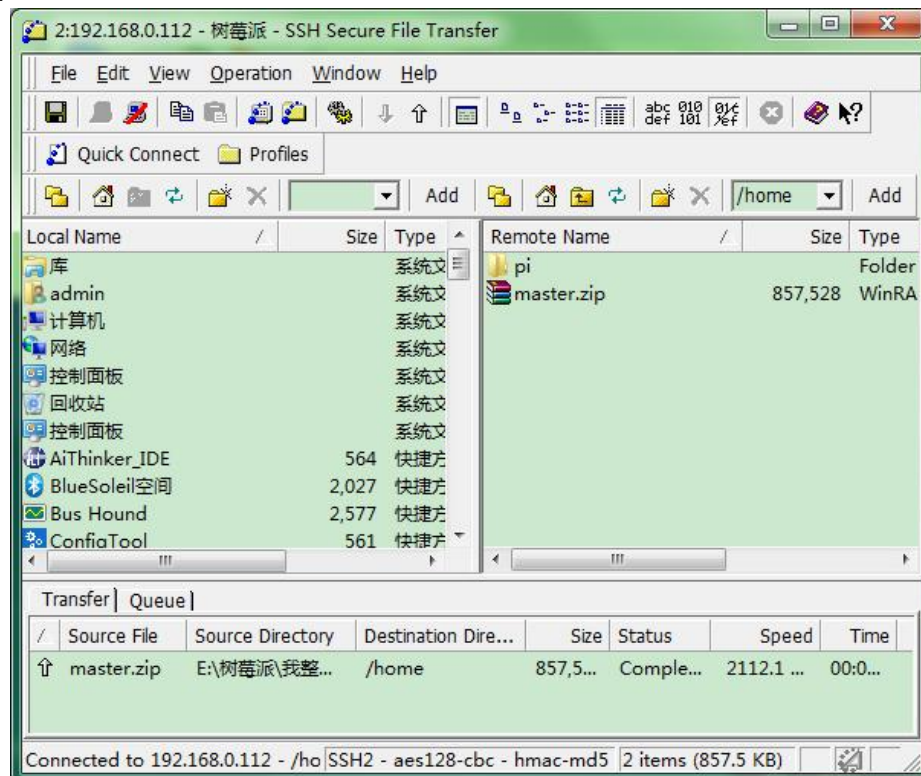 2:192.168.0.112 - 树莓派 - SSH Secure File Transfer
File Edit View Operation Window Help
abc def 010 101
Quick Connect Profiles
Add /home Add
Local Name / Size Type Remote Name / Size Type
库 系统文 pi Folder
admin 系统文 master.zip 857,528 WinRA
计算机 系统文
网络 系统文
控制面板 系统文
回收站 系统文
控制面板 系统文
AiThinker_IDE 564 快捷方
BlueSoleil空间 2,027 快捷方
Bus Hound 2,577 快捷方
ConfigTool 561 快捷方
Transfer Queue
/ Source File Source Directory Destination Dire... Size Status Speed Time
master.zip E:\树莓派\我整... /home 857,5... Comple... 2112.1 ... 00:0...
Connected to 192.168.0.112 - /ho SSH2 - aes128-cbc - hmac-md5 2 items (857.5 KB)